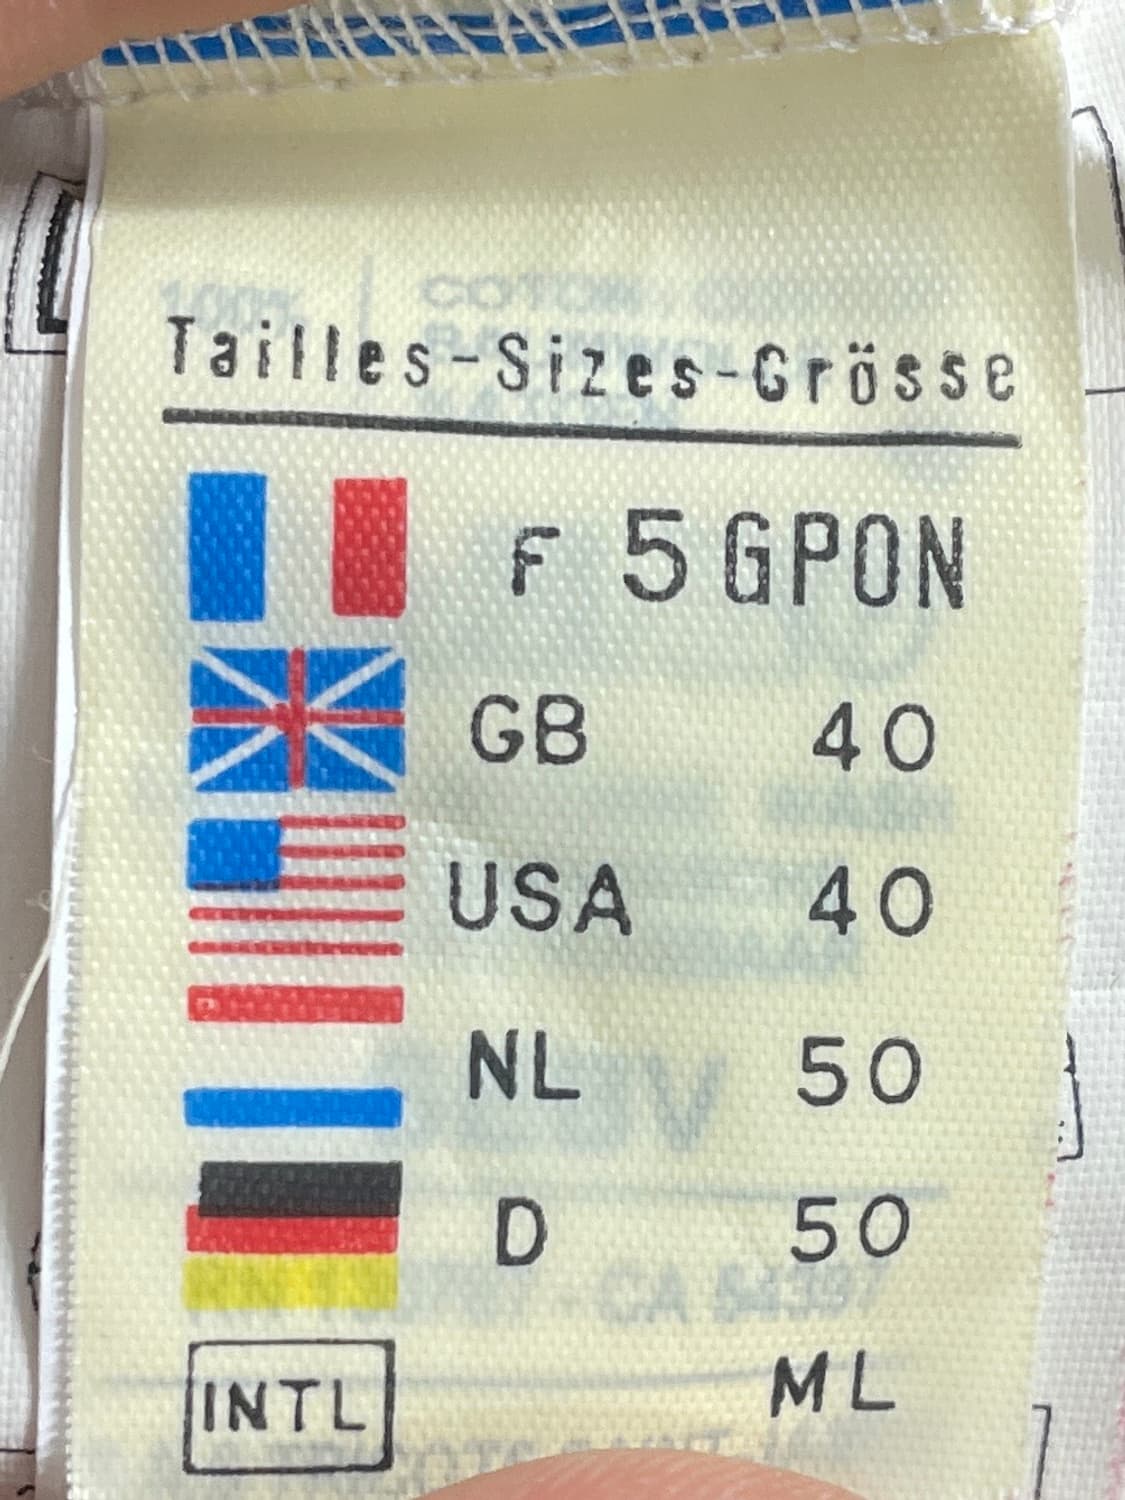 Tailles-Sizes-Grösse
F 5 GPON
GB 40
USA 40
NL 50
D 50
INTL ML